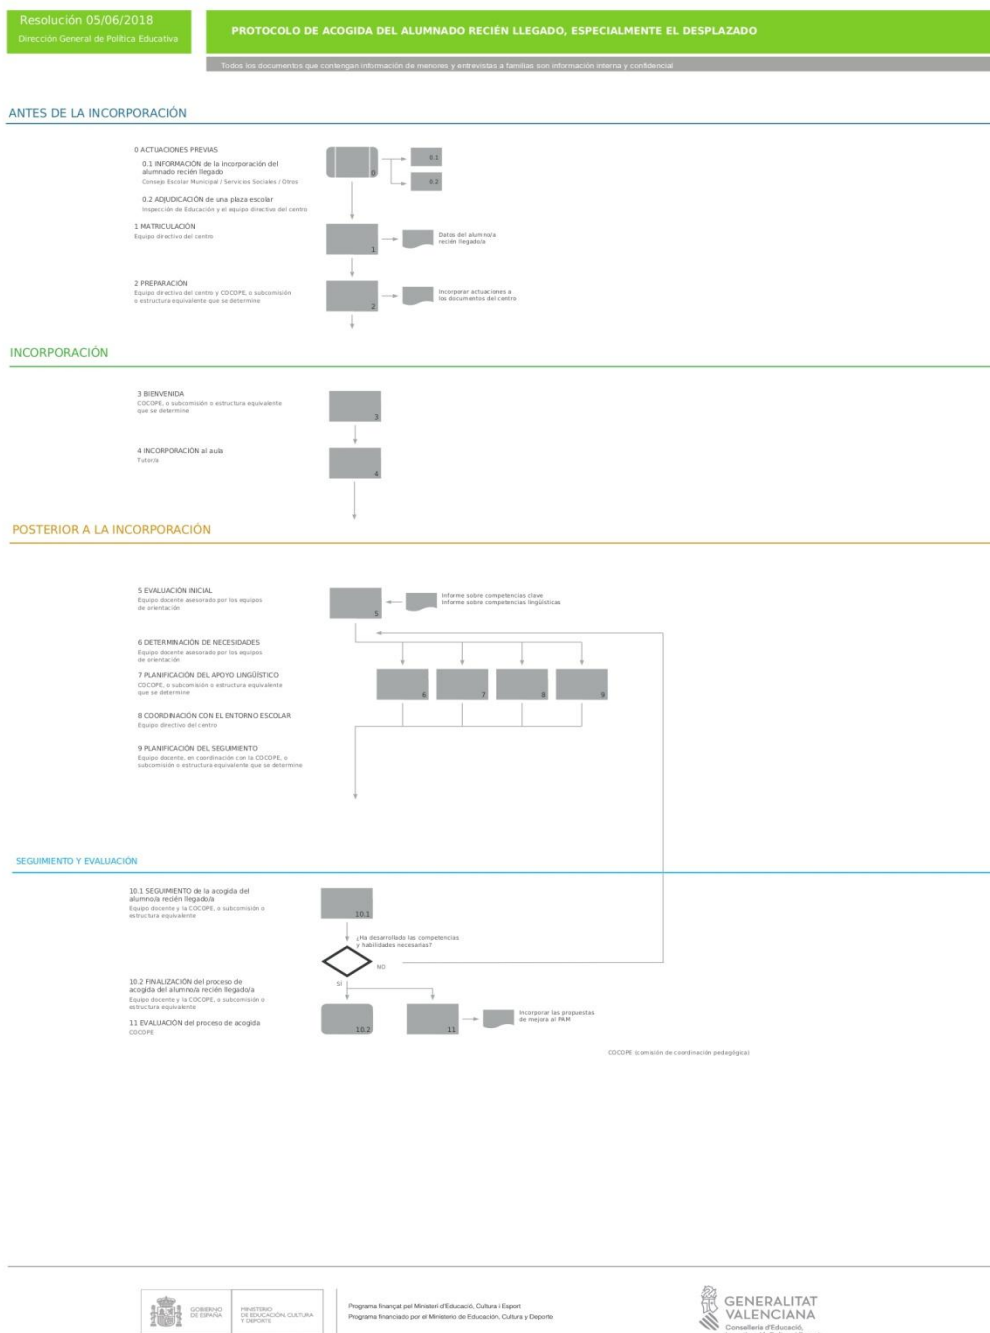 Resolución 05/06/2018
Dirección General de Política Educativa
PROTOCOLO DE ACOGIDA DEL ALUMNADO RECIÉN LLEGADO, ESPECIALMENTE EL DESPLAZADO
Todos los documentos que contengan información de menores y entrevistas a familias son información interna y confidencial
ANTES DE LA INCORPORACIÓN
0 ACTUACIONES PREVIAS
0.1 INFORMACIÓN de la incorporación del
alumnado recién llegado
Consejo Escolar Municipal / Servicios Sociales / Otros
0.2 ADJUDICACIÓN de una plaza escolar
Inspección de Educación y el equipo directivo del centro
0
0.1
0.2
1 MATRICULACIÓN
Equipo directivo del centro
1
Datos del alumno/a
recién llegado/a
2 PREPARACIÓN
Equipo directivo del centro y COCOPE, o subcomisión
o estructura equivalente que se determine
2
Incorporar actuaciones a
los documentos del centro
INCORPORACIÓN
3 BIENVENIDA
COCOPE, o subcomisión o estructura equivalente
que se determine
3
4 INCORPORACIÓN al aula
Tutor/a
4
POSTERIOR A LA INCORPORACIÓN
5 EVALUACIÓN INICIAL
Equipo docente asesorado por los equipos
de orientación
5
Informe sobre competencias clave
Informe sobre competencias lingüísticas
6 DETERMINACIÓN DE NECESIDADES
Equipo docente asesorado por los equipos
de orientación
7 PLANIFICACIÓN DEL APOYO LINGÜÍSTICO
COCOPE, o subcomisión o estructura equivalente
que se determine
6
7
8
9
8 COORDINACIÓN CON EL ENTORNO ESCOLAR
Equipo directivo del centro
9 PLANIFICACIÓN DEL SEGUIMIENTO
Equipo docente, en coordinación con la COCOPE, o
subcomisión o estructura equivalente que se determine
SEGUIMIENTO Y EVALUACIÓN
10.1 SEGUIMIENTO de la acogida del
alumno/a recién llegado/a
Equipo docente y la COCOPE, o subcomisión o
estructura equivalente
10.1
¿Ha desarrollado las competencias
y habilidades necesarias?
NO
SÍ
10.2 FINALIZACIÓN del proceso de
acogida del alumno/a recién llegado/a
Equipo docente y la COCOPE, o subcomisión o
estructura equivalente
11 EVALUACIÓN del proceso de acogida
COCOPE
10.2
11
Incorporar las propuestas
de mejora al PAM
COCOPE (comisión de coordinación pedagógica)
GOBIERNO
DE ESPAÑA
MINISTERIO
DE EDUCACIÓN, CULTURA
Y DEPORTE
Programa finançat pel Ministeri d'Educació, Cultura i Esport
Programa financiado por el Ministerio de Educación, Cultura y Deporte
GENERALITAT
VALENCIANA
Conselleria d'Educació,